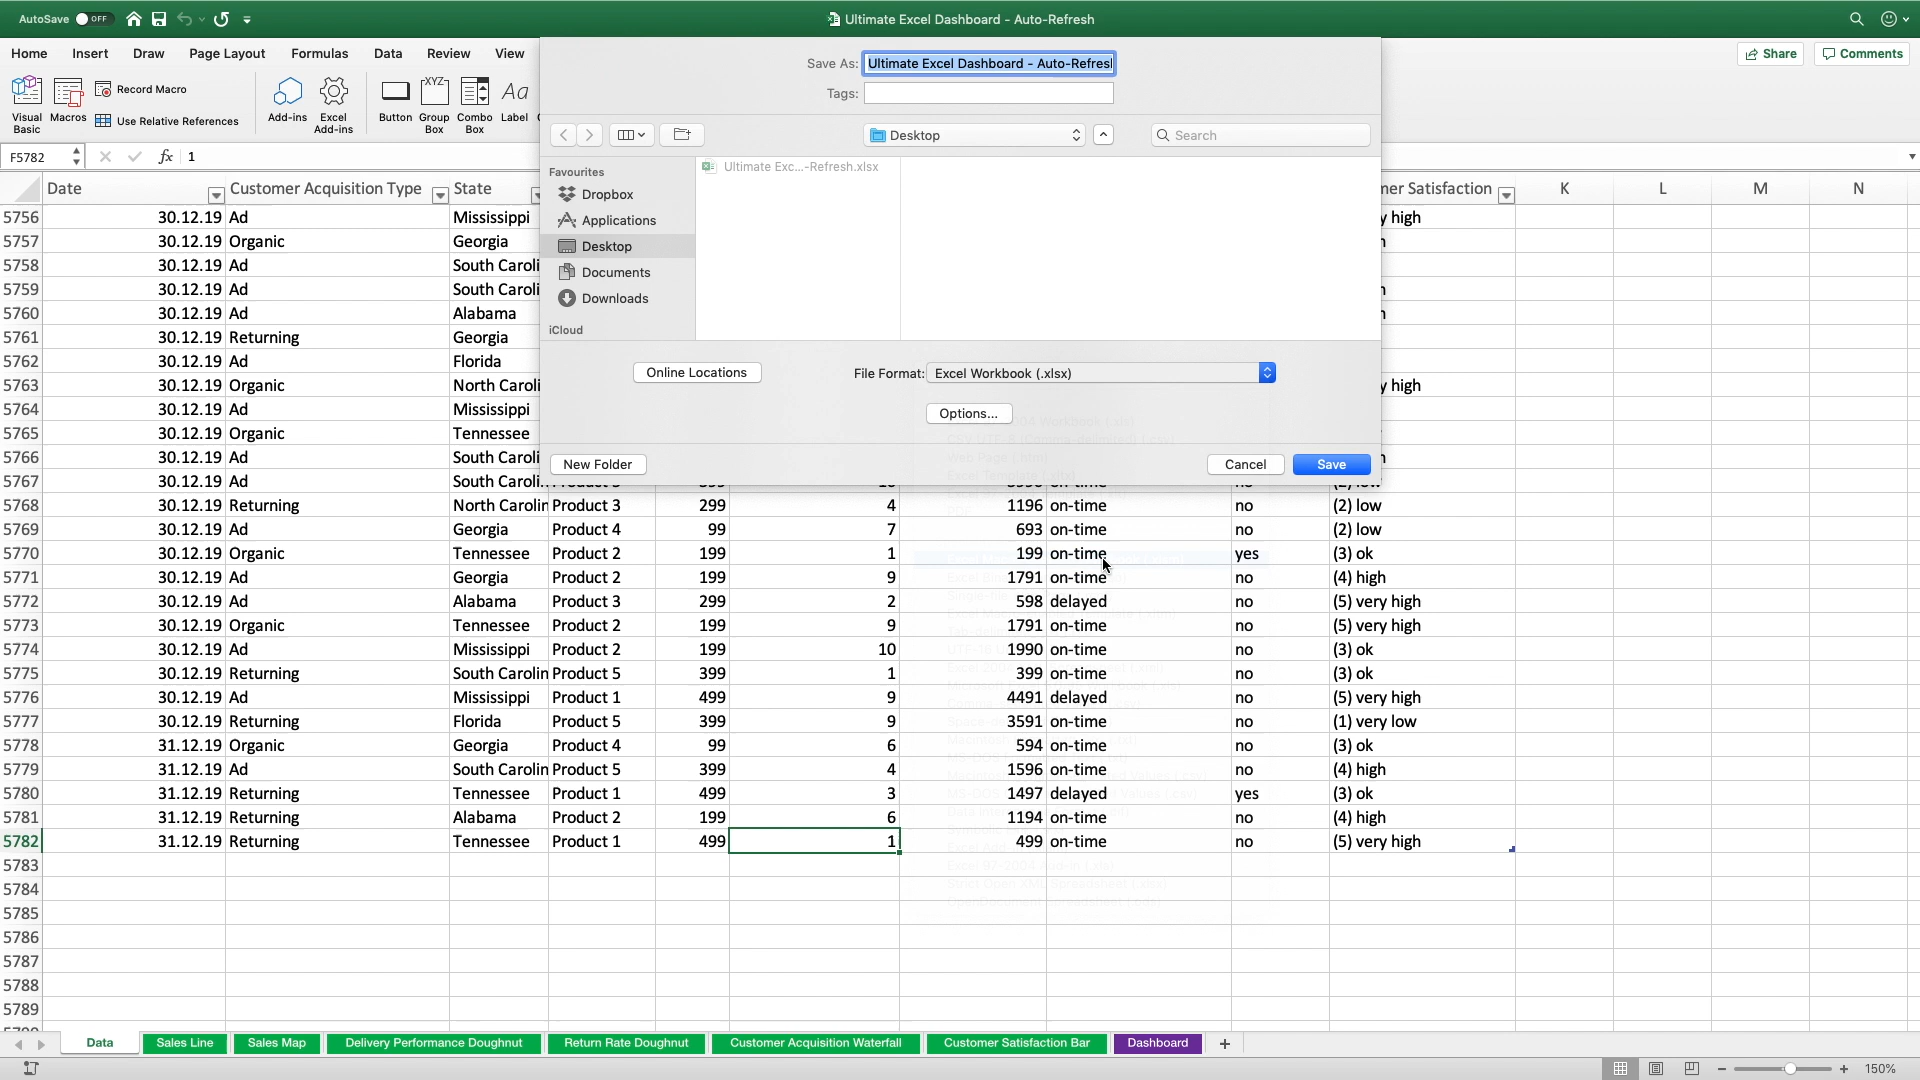 AutoSave OFF
Ultimate Excel Dashboard - Auto-Refresh
Home Insert Draw Page Layout Formulas Data Review View
Share Comments
Visual Basic
Macros
Record Macro
Use Relative References
Add-ins
Excel Add-ins
Button
Group Box
Combo Box
Label
Save As: Ultimate Excel Dashboard - Auto-Refresh
Tags:
Desktop
Search
Favourites
Dropbox
Applications
Desktop
Documents
Downloads
iCloud
Ultimate Exc...-Refresh.xlsx
Online Locations
File Format: Excel Workbook (.xlsx)
Options...
New Folder
Cancel
Save
F5782 fx 1
Date Customer Acquisition Type State mer Satisfaction K L M N
5756 30.12.19 Ad Mississippi y high
5757 30.12.19 Organic Georgia
5758 30.12.19 Ad South Caroli
5759 30.12.19 Ad South Caroli
5760 30.12.19 Ad Alabama
5761 30.12.19 Returning Georgia
5762 30.12.19 Ad Florida
5763 30.12.19 Organic North Caroli y high
5764 30.12.19 Ad Mississippi
5765 30.12.19 Organic Tennessee
5766 30.12.19 Ad South Caroli
5767 30.12.19 Ad South Caroli
5768 30.12.19 Returning North Carolin Product 3 299 4 1196 on-time no (2) low
5769 30.12.19 Ad Georgia Product 4 99 7 693 on-time no (2) low
5770 30.12.19 Organic Tennessee Product 2 199 1 199 on-time yes (3) ok
5771 30.12.19 Ad Georgia Product 2 199 9 1791 on-time no (4) high
5772 30.12.19 Ad Alabama Product 3 299 2 598 delayed no (5) very high
5773 30.12.19 Organic Tennessee Product 2 199 9 1791 on-time no (5) very high
5774 30.12.19 Ad Mississippi Product 2 199 10 1990 on-time no (3) ok
5775 30.12.19 Returning South Carolin Product 5 399 1 399 on-time no (3) ok
5776 30.12.19 Ad Mississippi Product 1 499 9 4491 delayed no (5) very high
5777 30.12.19 Returning Florida Product 5 399 9 3591 on-time no (1) very low
5778 31.12.19 Organic Georgia Product 4 99 6 594 on-time no (3) ok
5779 31.12.19 Ad South Carolin Product 5 399 4 1596 on-time no (4) high
5780 31.12.19 Returning Tennessee Product 1 499 3 1497 delayed yes (3) ok
5781 31.12.19 Returning Alabama Product 2 199 6 1194 on-time no (4) high
5782 31.12.19 Returning Tennessee Product 1 499 1 499 on-time no (5) very high
5783
5784
5785
5786
5787
5788
5789
Data Sales Line Sales Map Delivery Performance Doughnut Return Rate Doughnut Customer Acquisition Waterfall Customer Satisfaction Bar Dashboard +
150%